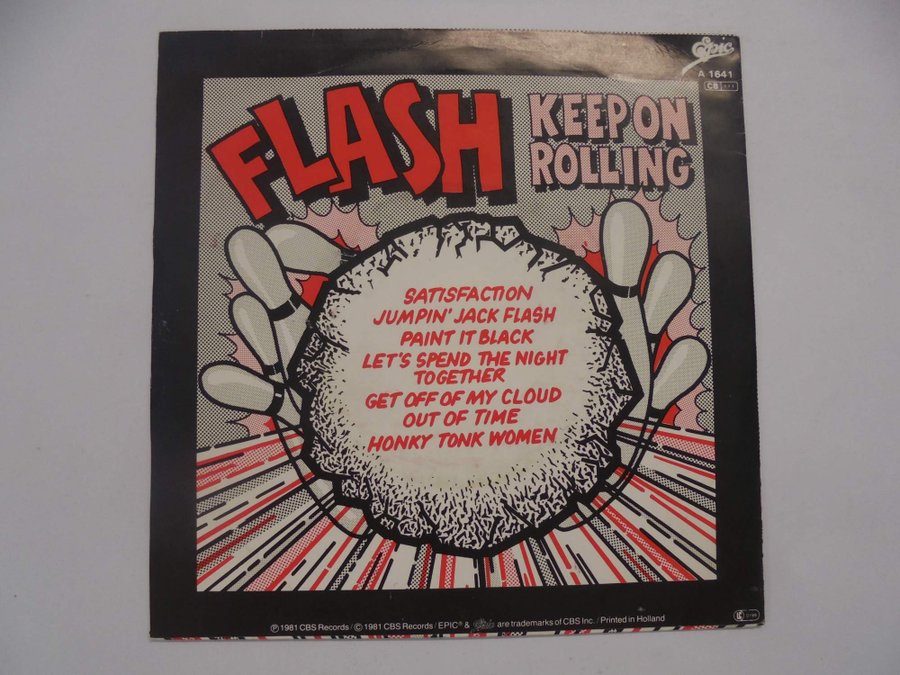 Epic
A 1641
CB
FLASH
KEEP ON
ROLLING
SATISFACTION
JUMPIN' JACK FLASH
PAINT IT BLACK
LET'S SPEND THE NIGHT
TOGETHER
GET OFF OF MY CLOUD
OUT OF TIME
HONKY TONK WOMEN
Ⓟ 1981 CBS Records / © 1981 CBS Records / EPIC® & Epic are trademarks of CBS Inc. / Printed in Holland